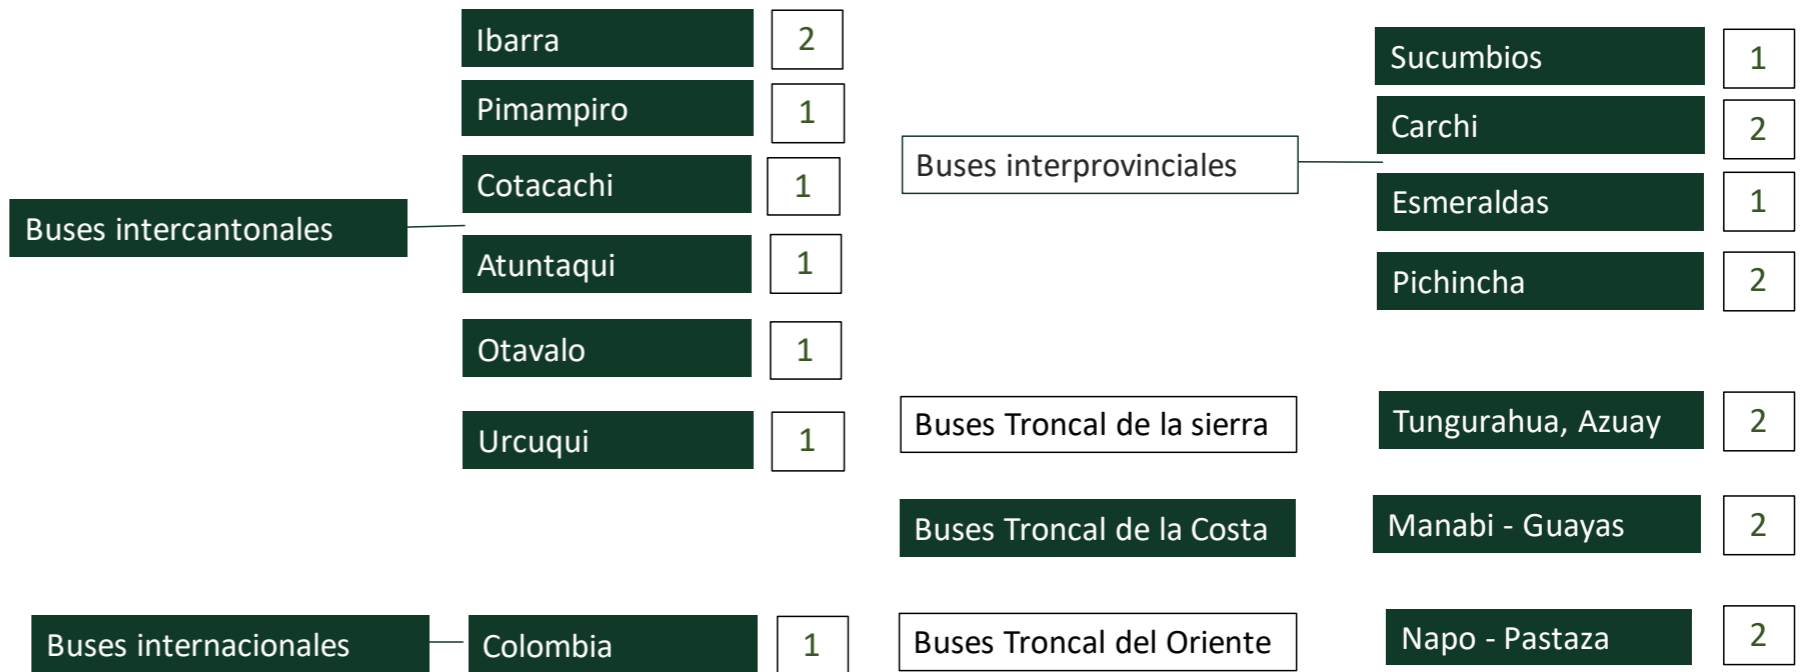 Buses intercantonales
Ibarra 2
Pimampiro 1
Cotacachi 1
Atuntaqui 1
Otavalo 1
Urcuqui 1
Buses internacionales
Colombia 1
Buses interprovinciales
Sucumbios 1
Carchi 2
Esmeraldas 1
Pichincha 2
Buses Troncal de la sierra
Tungurahua, Azuay 2
Buses Troncal de la Costa
Manabi - Guayas 2
Buses Troncal del Oriente
Napo - Pastaza 2